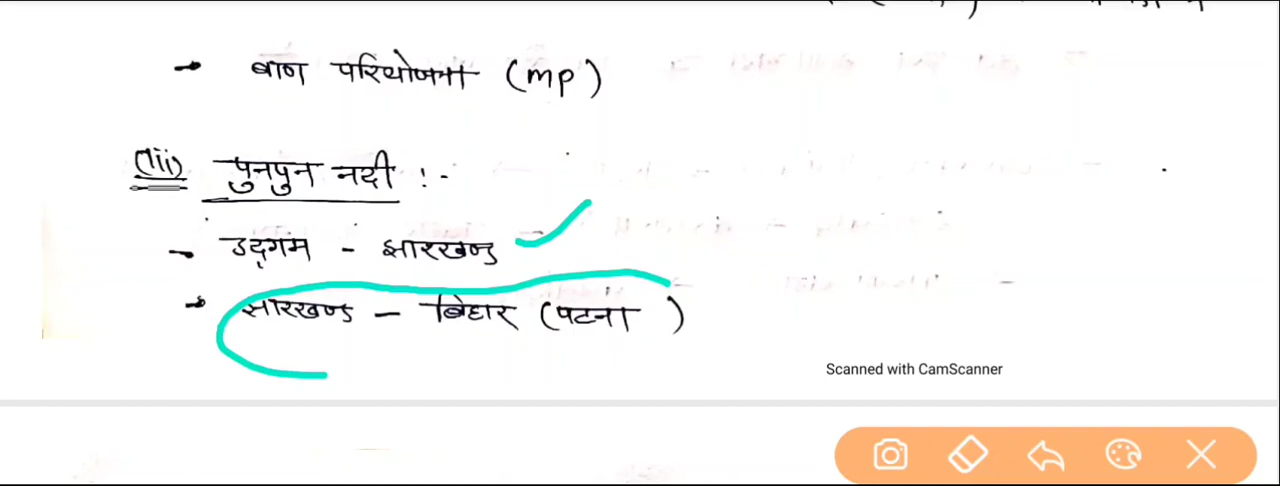 → बाण परियोजना (mp)
(iii) पुनपुन नदी :-
- उद्गम - झारखण्ड
→ झारखण्ड - बिहार (पटना )
Scanned with CamScanner